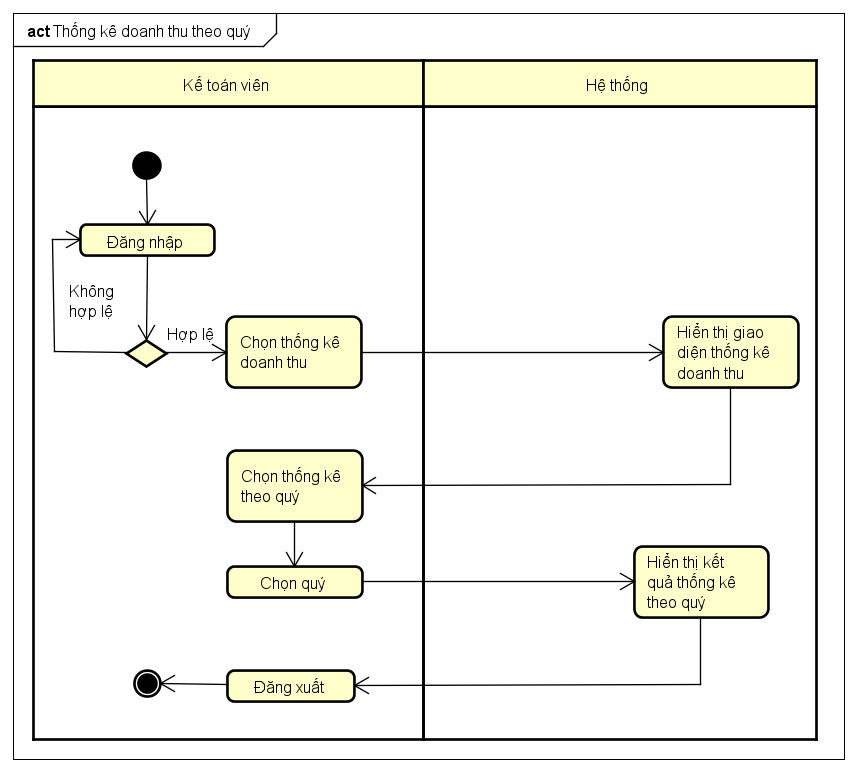 act Thống kê doanh thu theo quý
Kế toán viên
Hệ thống
Đăng nhập
Không
hợp lệ
Hợp lệ
Chọn thống kê
doanh thu
Hiển thị giao
diện thống kê
doanh thu
Chọn thống kê
theo quý
Chọn quý
Hiển thị kết
quả thống kê
theo quý
Đăng xuất